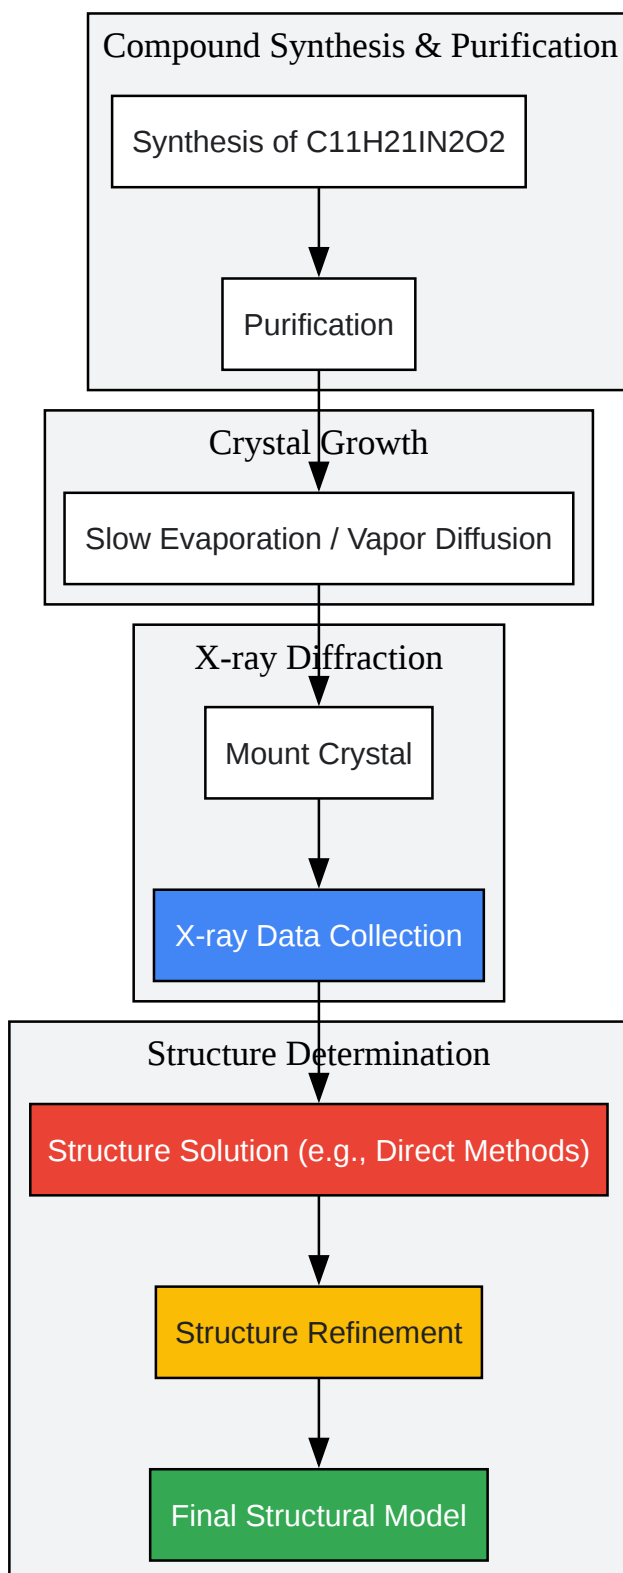 Compound Synthesis & Purification
Synthesis of C11H21IN2O2
Purification
Crystal Growth
Slow Evaporation / Vapor Diffusion
X-ray Diffraction
Mount Crystal
X-ray Data Collection
Structure Determination
Structure Solution (e.g., Direct Methods)
Structure Refinement
Final Structural Model